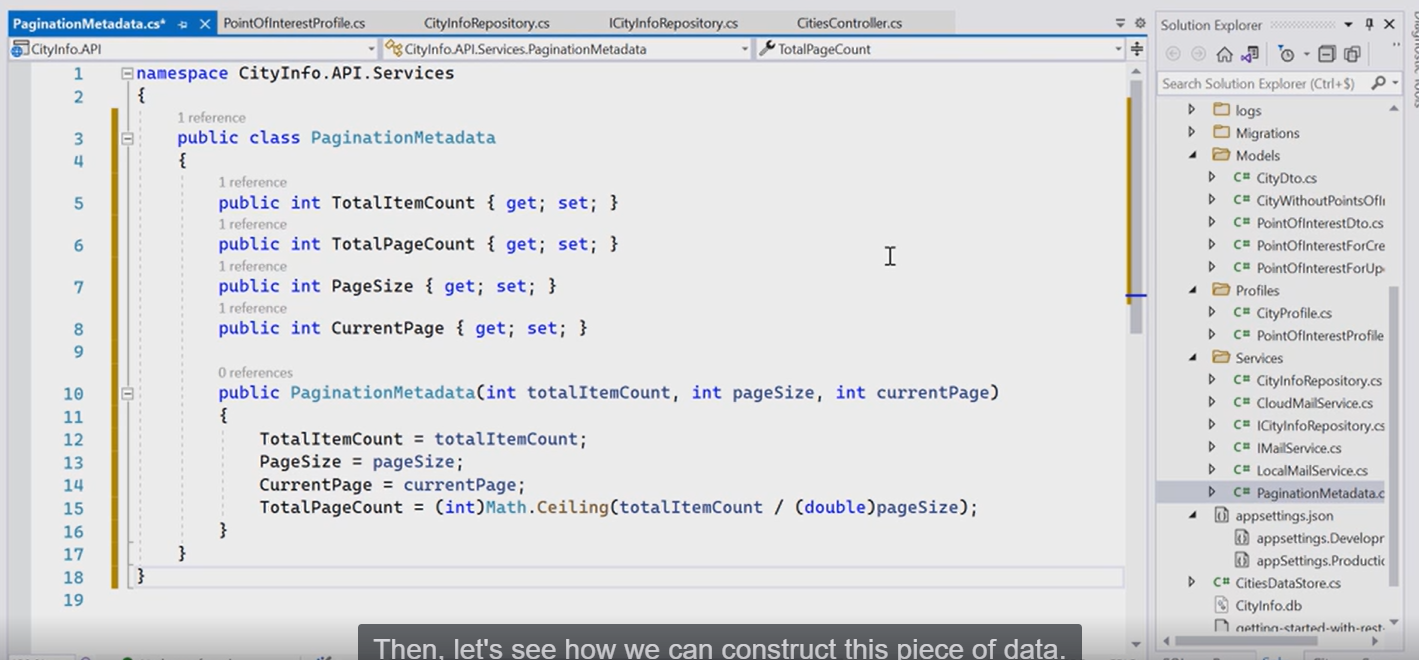 PaginationMetadata.cs* PointOfInterestProfile.cs CityInfoRepository.cs ICityInfoRepository.cs CitiesController.cs
CityInfo.API CityInfo.API.Services.PaginationMetadata TotalPageCount
1 namespace CityInfo.API.Services
2 {
1 reference
3 public class PaginationMetadata
4 {
1 reference
5 public int TotalItemCount { get; set; }
1 reference
6 public int TotalPageCount { get; set; }
1 reference
7 public int PageSize { get; set; }
1 reference
8 public int CurrentPage { get; set; }
9
0 references
10 public PaginationMetadata(int totalItemCount, int pageSize, int currentPage)
11 {
12 TotalItemCount = totalItemCount;
13 PageSize = pageSize;
14 CurrentPage = currentPage;
15 TotalPageCount = (int)Math.Ceiling(totalItemCount / (double)pageSize);
16 }
17 }
18 }
19
Then, let's see how we can construct this piece of data.
Solution Explorer
Search Solution Explorer (Ctrl+$)
logs
Migrations
Models
C# CityDto.cs
C# CityWithoutPointsOfI
C# PointOfInterestDto.cs
C# PointOfInterestForCre
C# PointOfInterestForUp
Profiles
C# CityProfile.cs
C# PointOfInterestProfile
Services
C# CityInfoRepository.cs
C# CloudMailService.cs
C# ICityInfoRepository.cs
C# IMailService.cs
C# LocalMailService.cs
C# PaginationMetadata.c
appsettings.json
appsettings.Develop
appSettings.Productio
C# CitiesDataStore.cs
CityInfo.db
getting-started-with-rest-